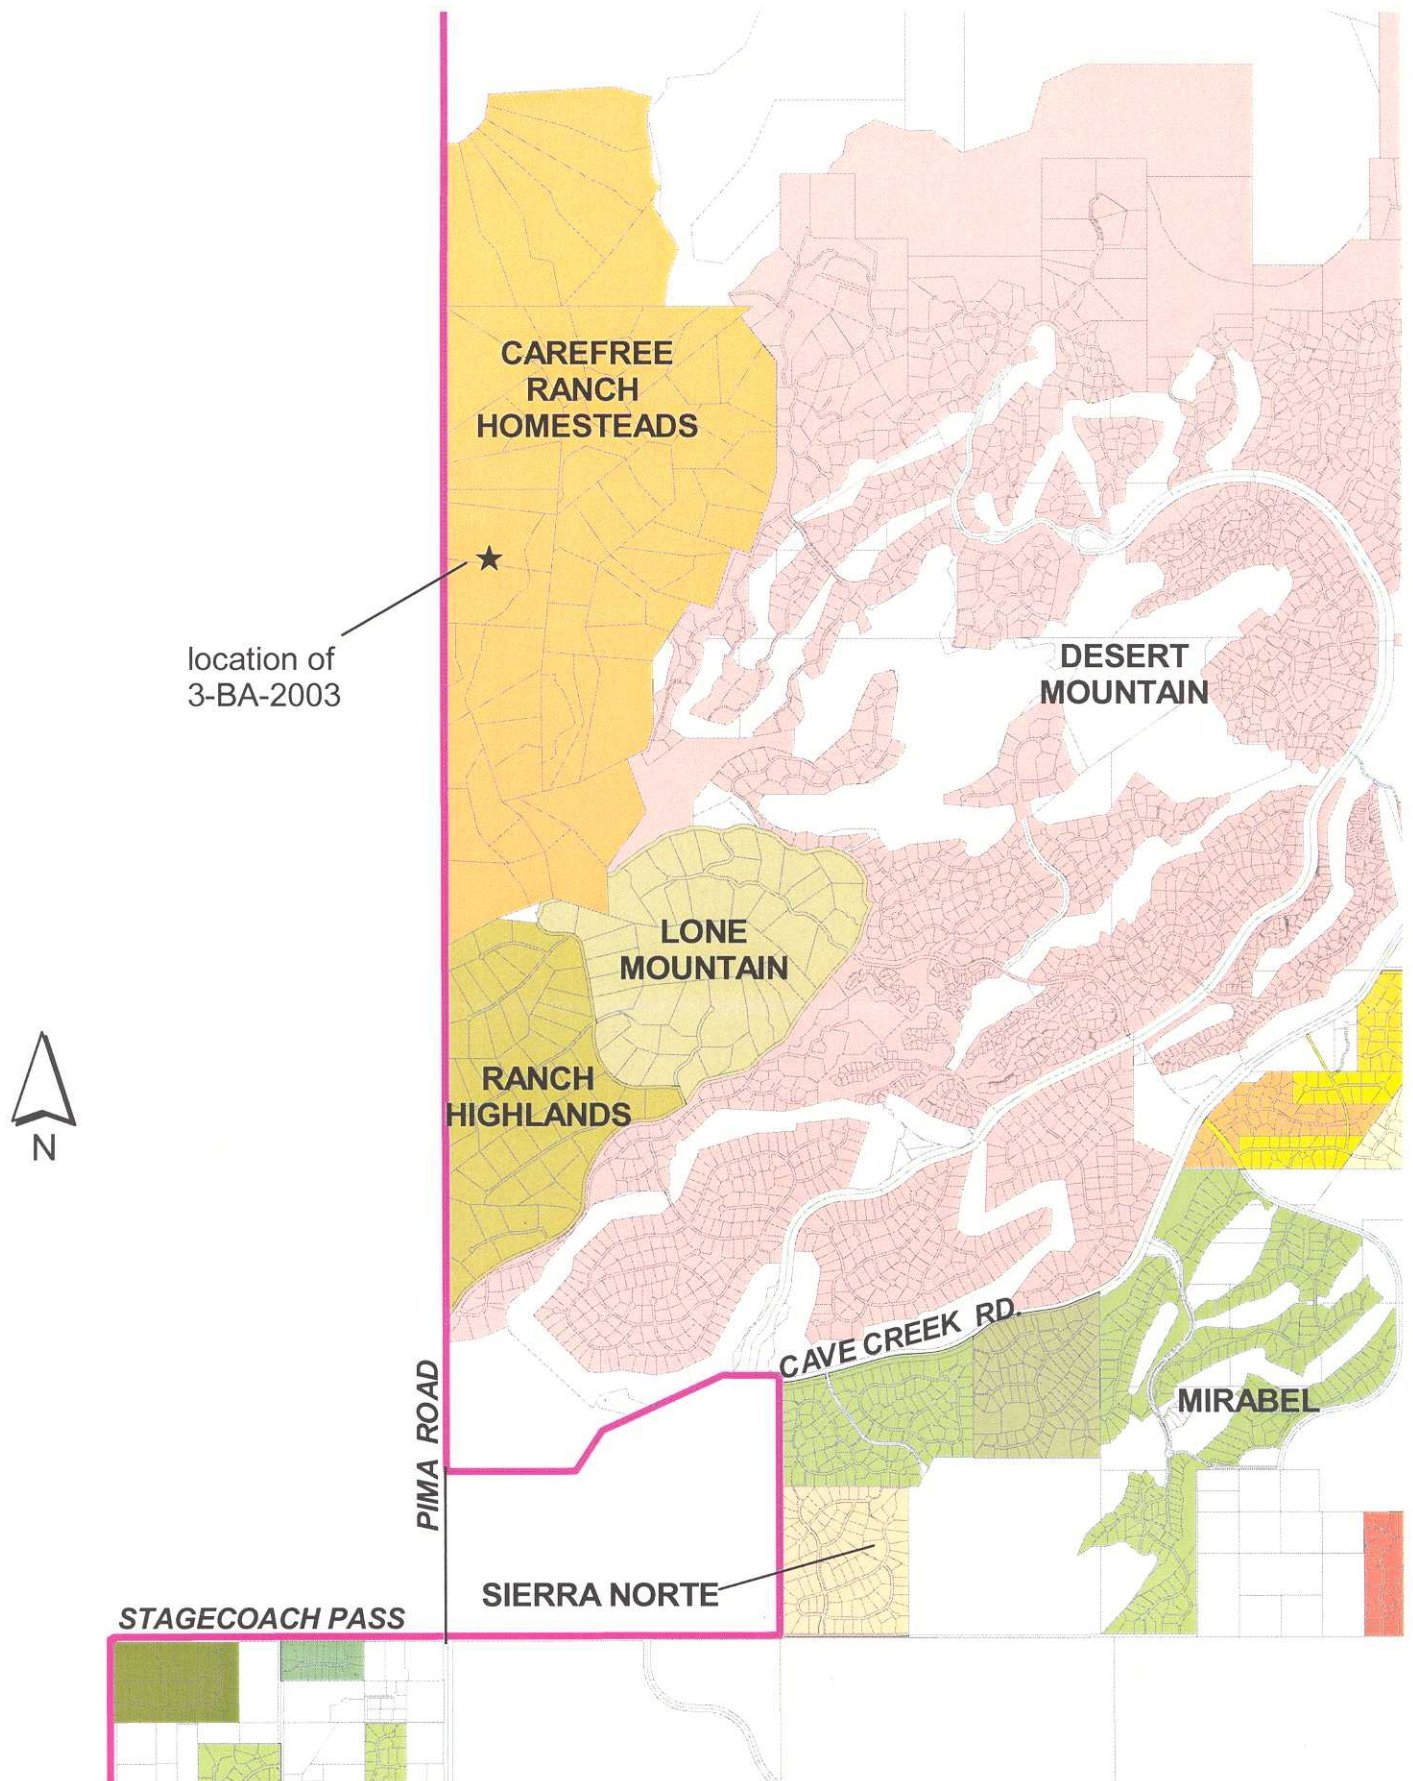 CAREFREE
RANCH
HOMESTEADS
location of
3-BA-2003
DESERT
MOUNTAIN
LONE
MOUNTAIN
RANCH
HIGHLANDS
N
CAVE CREEK RD.
PIMA ROAD
MIRABEL
SIERRA NORTE
STAGECOACH PASS